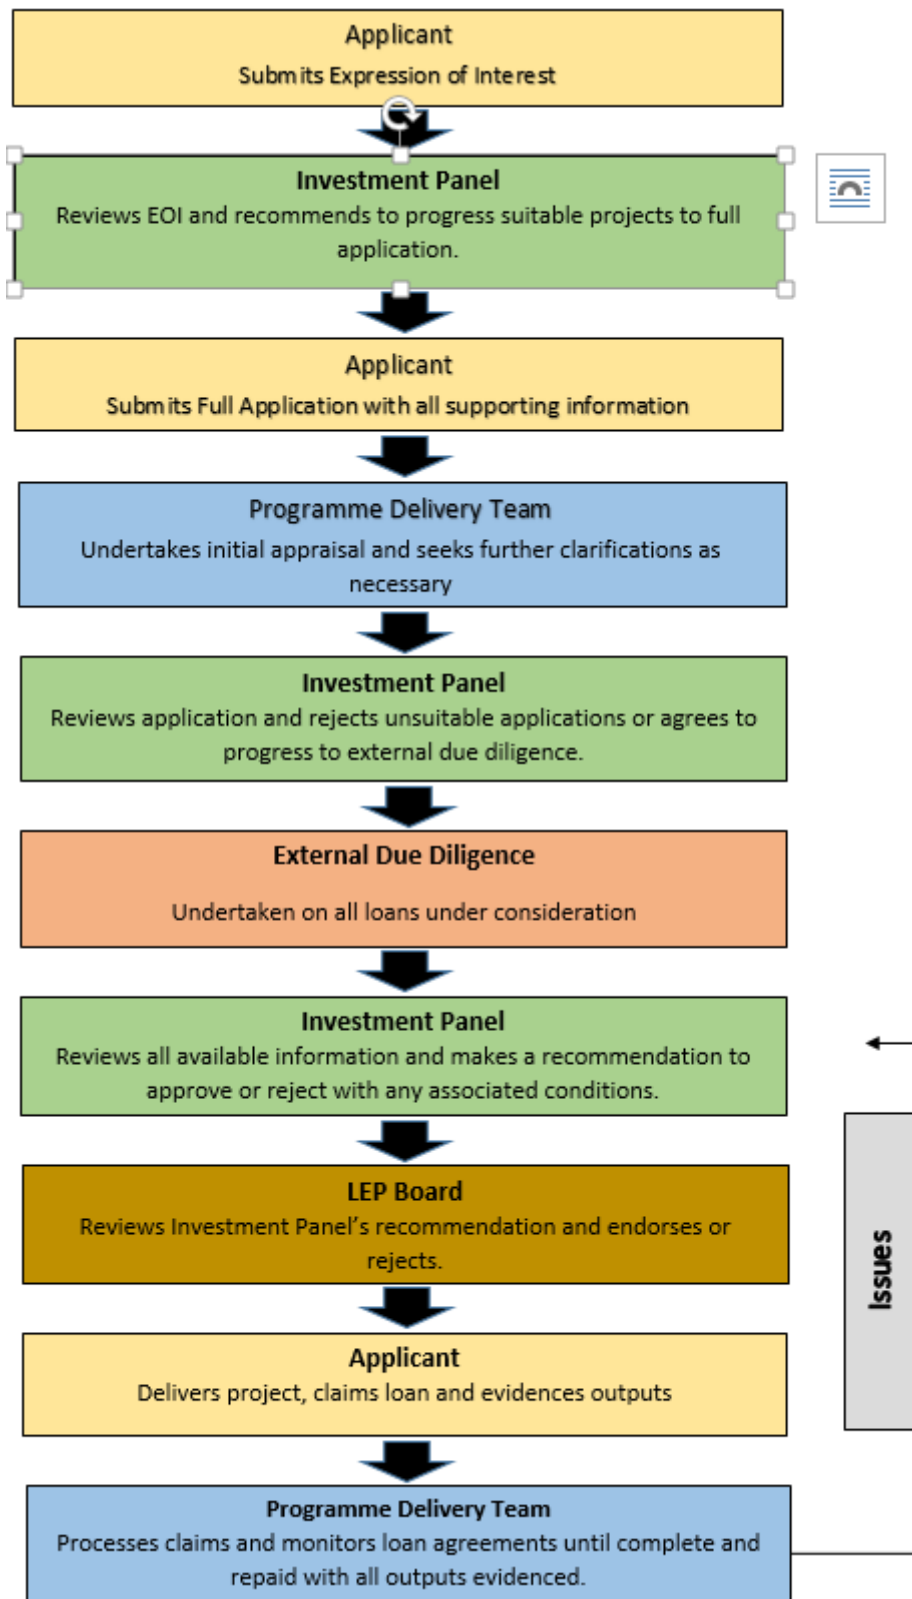 Applicant
Submits Expression of Interest
Investment Panel
Reviews EOI and recommends to progress suitable projects to full
application.
Applicant
Submits Full Application with all supporting information
Programme Delivery Team
Undertakes initial appraisal and seeks further clarifications as
necessary
Investment Panel
Reviews application and rejects unsuitable applications or agrees to
progress to external due diligence.
External Due Diligence
Undertaken on all loans under consideration
Investment Panel
Reviews all available information and makes a recommendation to
approve or reject with any associated conditions.
LEP Board
Reviews Investment Panel’s recommendation and endorses or
rejects.
Issues
Applicant
Delivers project, claims loan and evidences outputs
Programme Delivery Team
Processes claims and monitors loan agreements until complete and
repaid with all outputs evidenced.